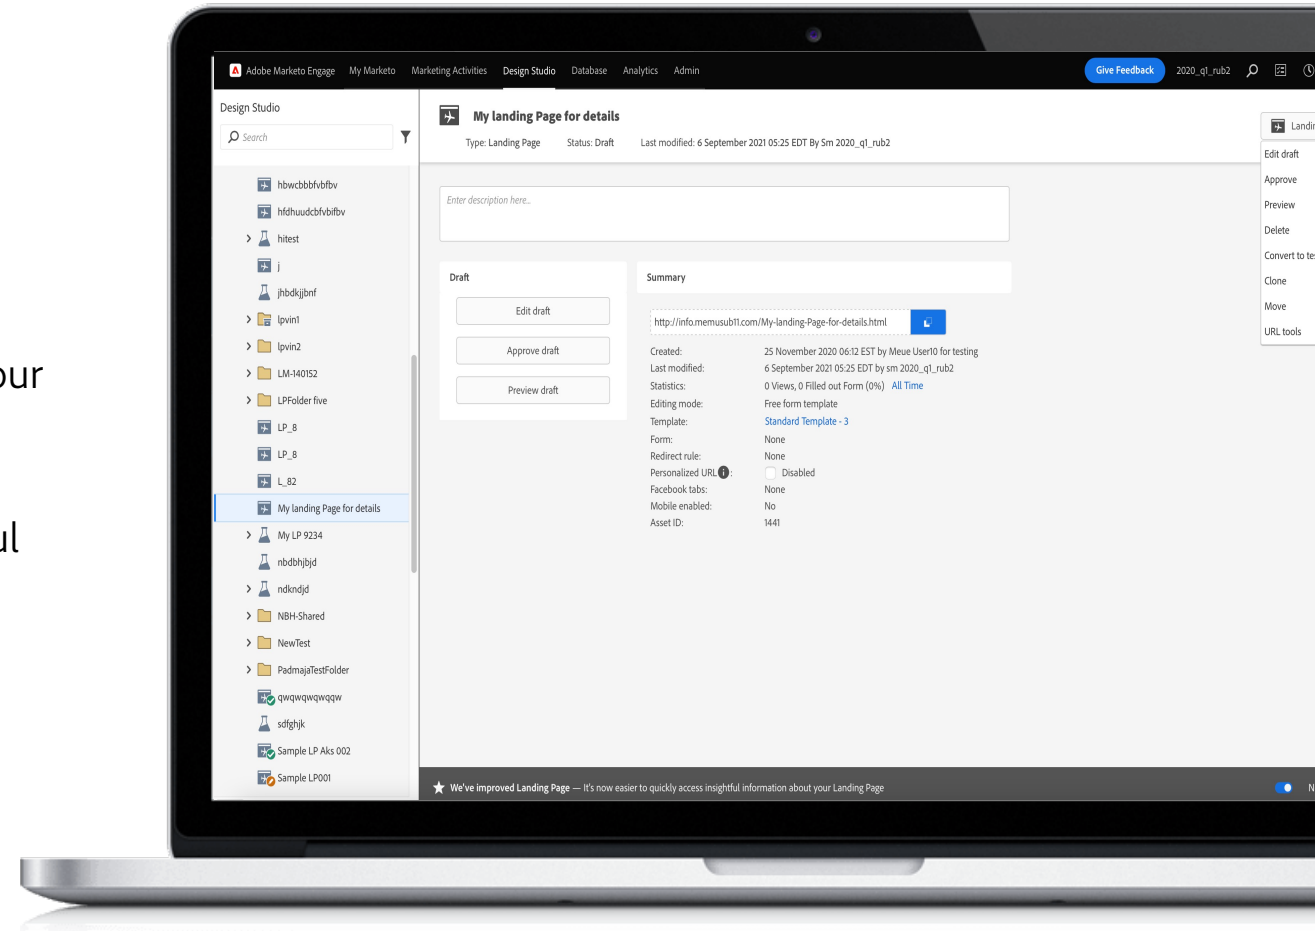 our
ul
Adobe Marketo Engage My Marketo Marketing Activities Design Studio Database Analytics Admin Give Feedback 2020_q1_rub2
Design Studio
Search
hbwcbbbfvbfbv
hfdhuudcbfvbifbv
hitest
j
jhbdkjjbnf
lpvin1
lpvin2
LM-140152
LPFolder five
LP_8
LP_8
L_82
My landing Page for details
My LP 9234
nbdbhjbjd
ndkndjd
NBH-Shared
NewTest
PadmajaTestFolder
qwqwqwqwqqw
sdfghjk
Sample LP Aks 002
Sample LP001
My landing Page for details
Type: Landing Page Status: Draft Last modified: 6 September 2021 05:25 EDT By Sm 2020_q1_rub2
Enter description here...
Draft
Edit draft
Approve draft
Preview draft
Summary
http://info.memusub11.com/My-landing-Page-for-details.html
Created: 25 November 2020 06:12 EST by Meue User10 for testing
Last modified: 6 September 2021 05:25 EDT by sm 2020_q1_rub2
Statistics: 0 Views, 0 Filled out Form (0%) All Time
Editing mode: Free form template
Template: Standard Template - 3
Form: None
Redirect rule: None
Personalized URL : Disabled
Facebook tabs: None
Mobile enabled: No
Asset ID: 1441
Landin
Edit draft
Approve
Preview
Delete
Convert to tes
Clone
Move
URL tools
We've improved Landing Page — It's now easier to quickly access insightful information about your Landing Page
N